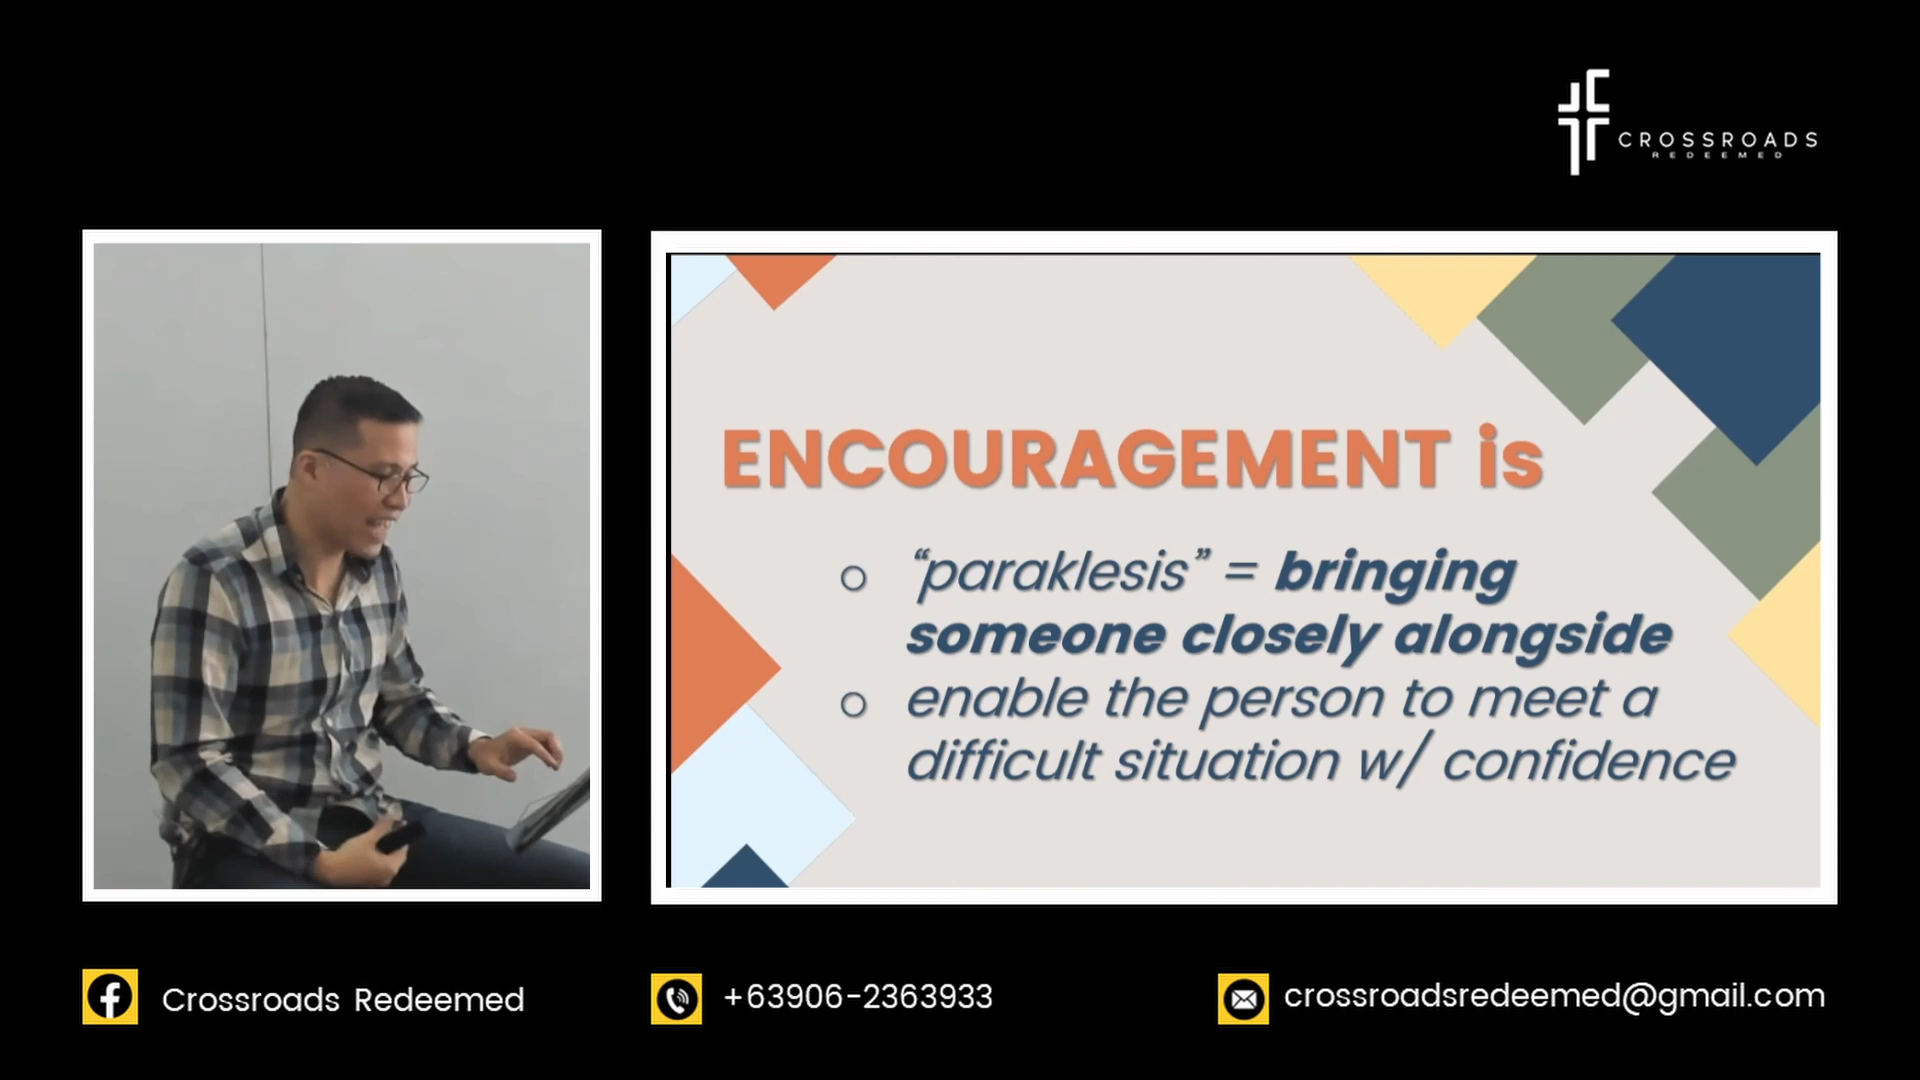 CROSSROADS
REDEEMED
ENCOURAGEMENT is
“paraklesis” = bringing
someone closely alongside
enable the person to meet a
difficult situation w/ confidence
Crossroads Redeemed
+63906-2363933
crossroadsredeemed@gmail.com